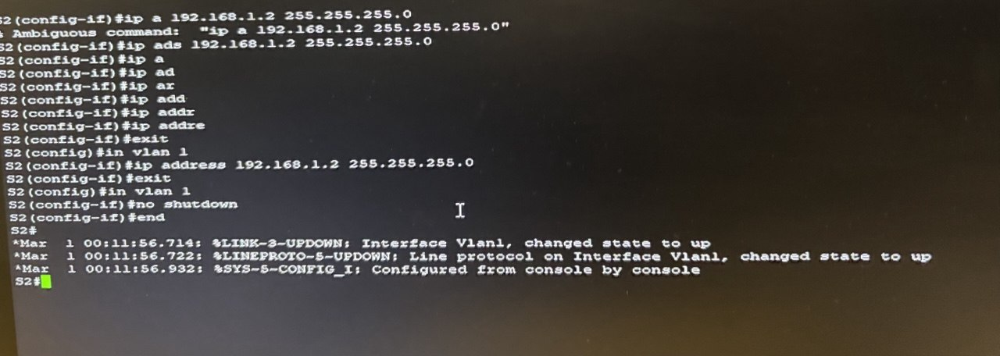 S2(config-if)#ip a 192.168.1.2 255.255.255.0
% Ambiguous command:  "ip a 192.168.1.2 255.255.255.0"
S2(config-if)#ip ads 192.168.1.2 255.255.255.0
S2(config-if)#ip a
S2(config-if)#ip ad
S2(config-if)#ip ar
S2(config-if)#ip add
S2(config-if)#ip addr
S2(config-if)#ip addre
S2(config-if)#exit
S2(config)#in vlan 1
S2(config-if)#ip address 192.168.1.2 255.255.255.0
S2(config-if)#exit
S2(config)#in vlan 1
S2(config-if)#no shutdown
S2(config-if)#end
S2#
*Mar  1 00:11:56.714: %LINK-3-UPDOWN: Interface Vlan1, changed state to up
*Mar  1 00:11:56.722: %LINEPROTO-5-UPDOWN: Line protocol on Interface Vlan1, changed state to up
*Mar  1 00:11:56.932: %SYS-5-CONFIG_I: Configured from console by console
S2#